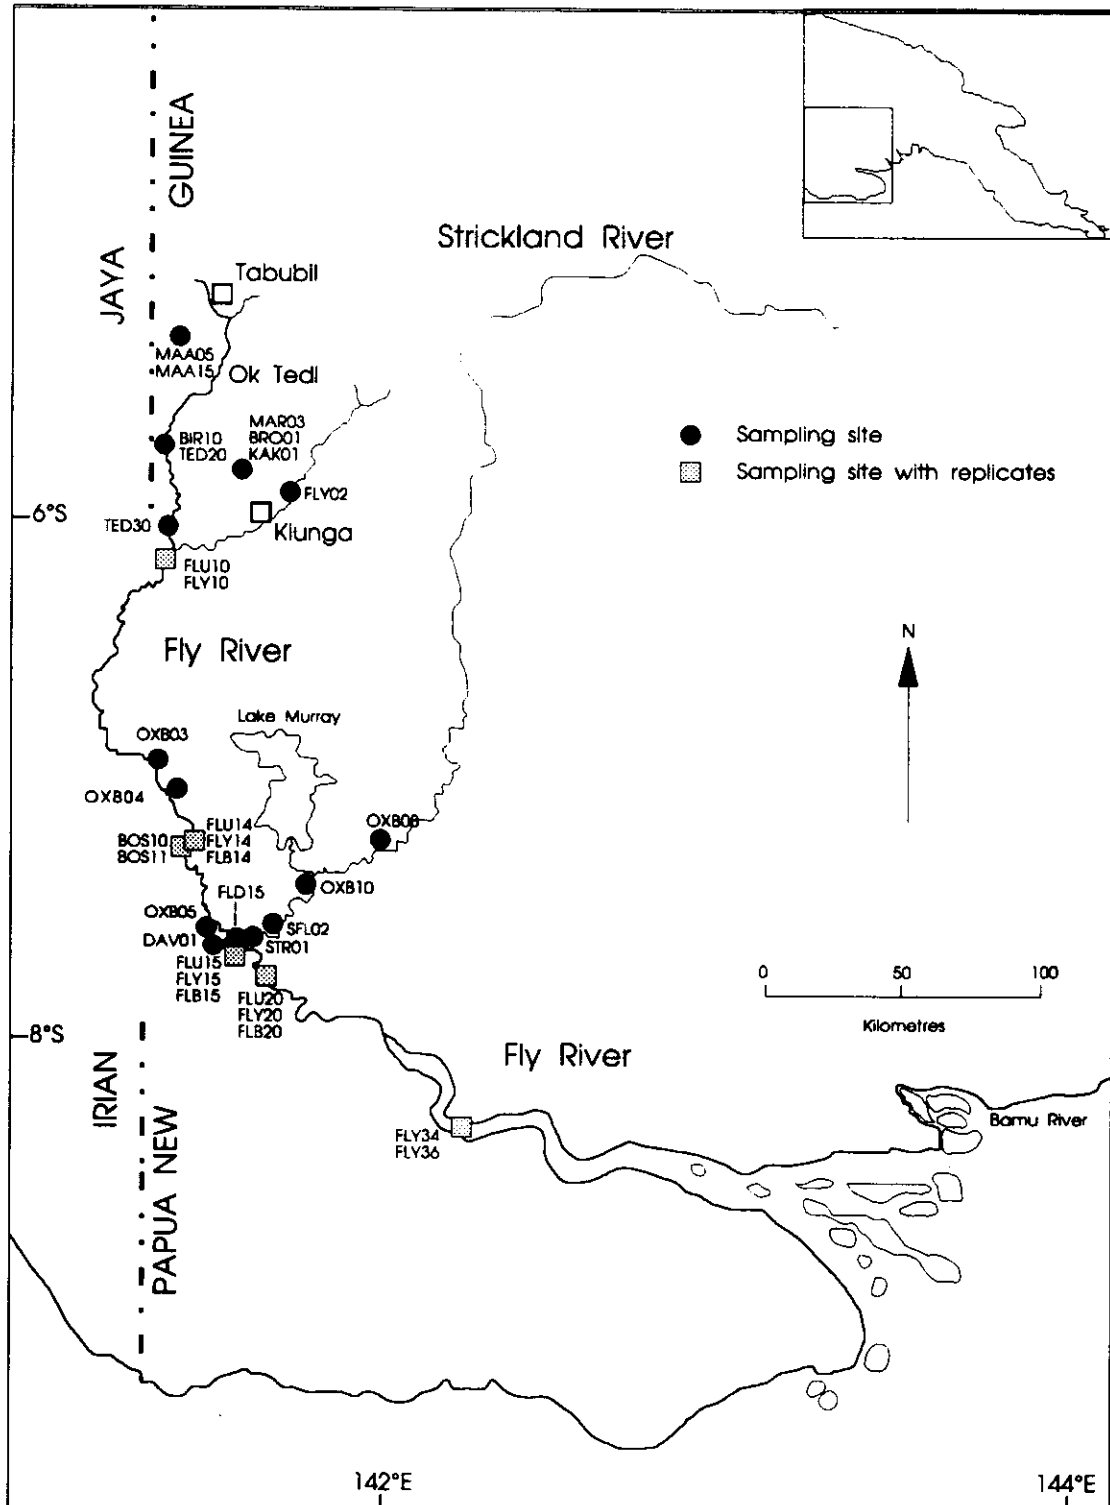 GUINEA
JAYA
Strickland River
Tabubil
MAA05
MAA15
Ok Tedi
MAR03
BRO01
KAK01
BIR10
TED20
Sampling site
Sampling site with replicates
FLY02
6°S
TED30
Kiunga
FLU10
FLY10
N
Fly River
Lake Murray
OXB03
OXB04
OXB08
FLU14
FLY14
FLB14
BOS10
BOS11
FLD15
OXB10
OXB05
SFL02
DAV01
STR01
FLU15
FLY15
FLB15
FLU20
FLY20
FLB20
0 50 100
Kilometres
8°S
Fly River
IRIAN
PAPUA NEW
Bamu River
FLY34
FLY36
142°E
144°E